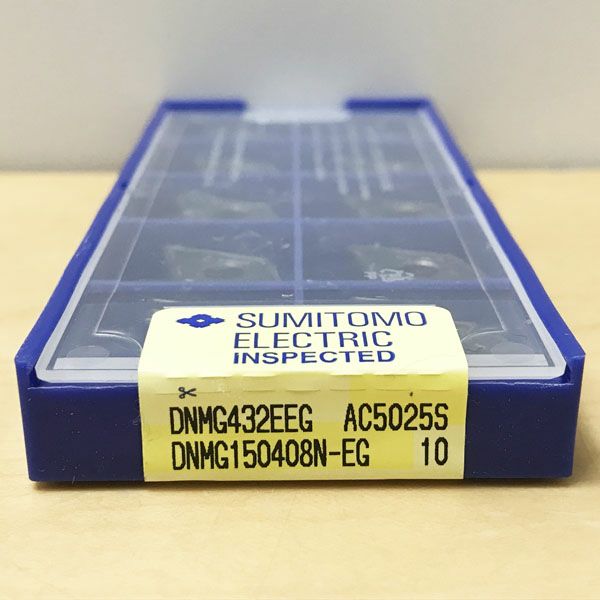 SUMITOMO
ELECTRIC
INSPECTED
DNMG432EEG AC5025S
DNMG150408N-EG 10